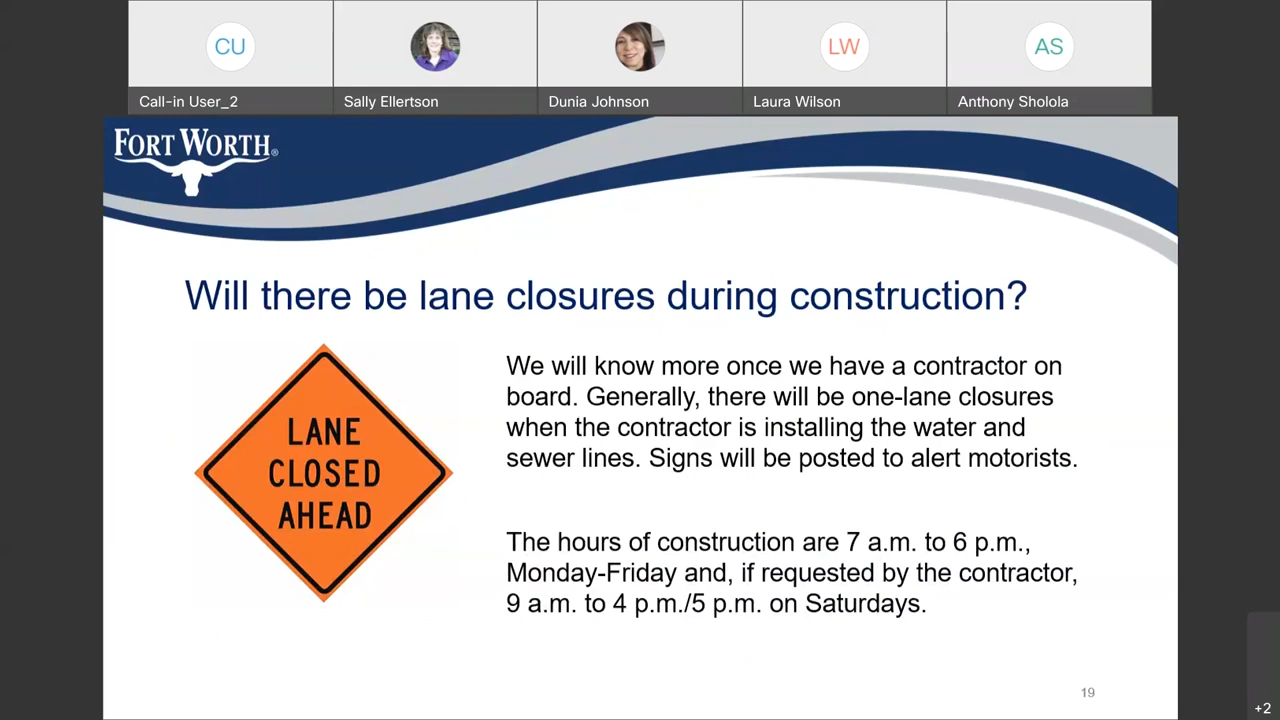 CU
LW
AS
Call-in User_2
Sally Ellertson
Dunia Johnson
Laura Wilson
Anthony Sholola
FORT WORTH®
Will there be lane closures during construction?
LANE
CLOSED
AHEAD
We will know more once we have a contractor on
board. Generally, there will be one-lane closures
when the contractor is installing the water and
sewer lines. Signs will be posted to alert motorists.
The hours of construction are 7 a.m. to 6 p.m.,
Monday-Friday and, if requested by the contractor,
9 a.m. to 4 p.m./5 p.m. on Saturdays.
19
+2